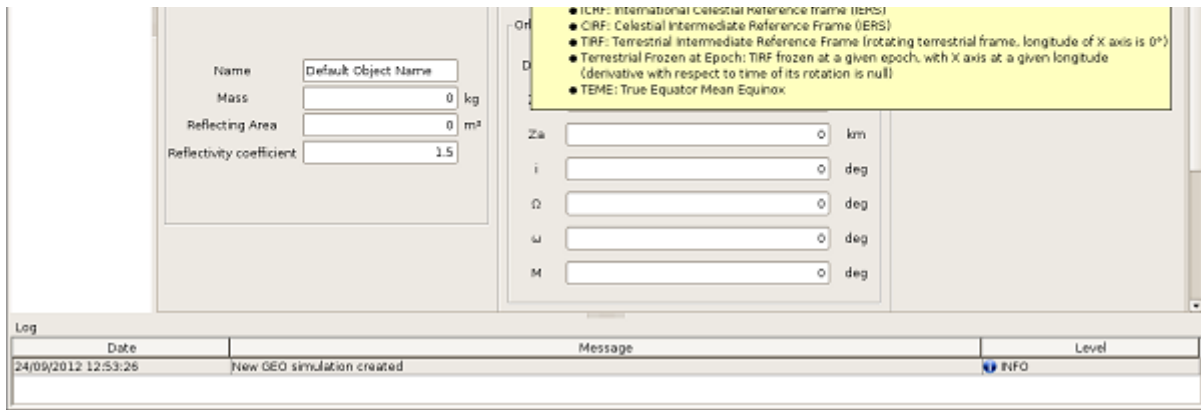 ● ICRF: International Celestial Reference frame (IERS)
● CIRF: Celestial Intermediate Reference Frame (IERS)
● TIRF: Terrestrial Intermediate Reference Frame (rotating terrestrial frame, longitude of X axis is 0°)
● Terrestrial Frozen at Epoch: TIRF frozen at a given epoch, with X axis at a given longitude
(derivative with respect to time of its rotation is null)
● TEME: True Equator Mean Equinox
Name Default Object Name
Mass 0 kg
Reflecting Area 0 m²
Reflectivity coefficient 1.5
Za 0 km
i 0 deg
Ω 0 deg
ω 0 deg
M 0 deg
Log
Date Message Level
24/09/2012 12:53:26 New GEO simulation created INFO